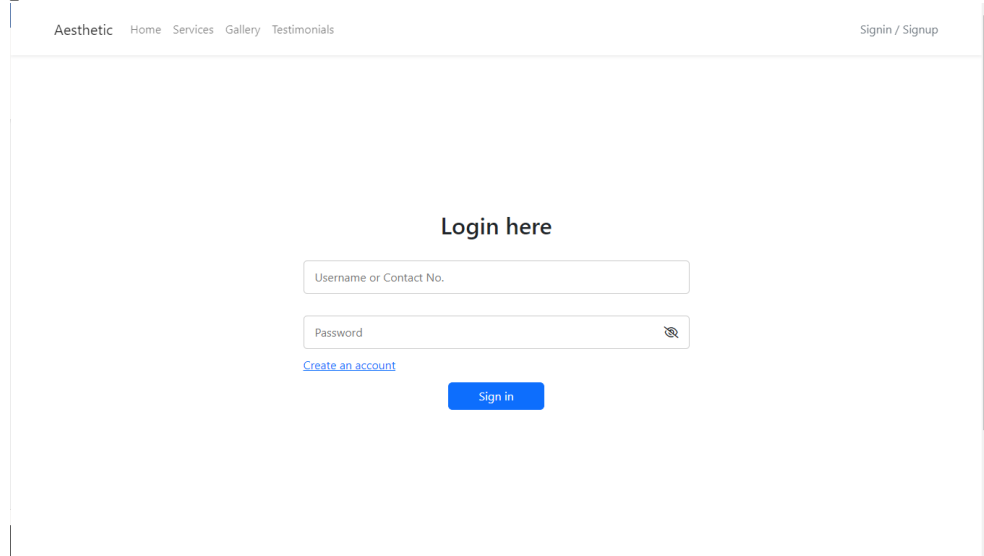 Aesthetic Home Services Gallery Testimonials Signin / Signup
Login here
Username or Contact No.
Password
Create an account
Sign in